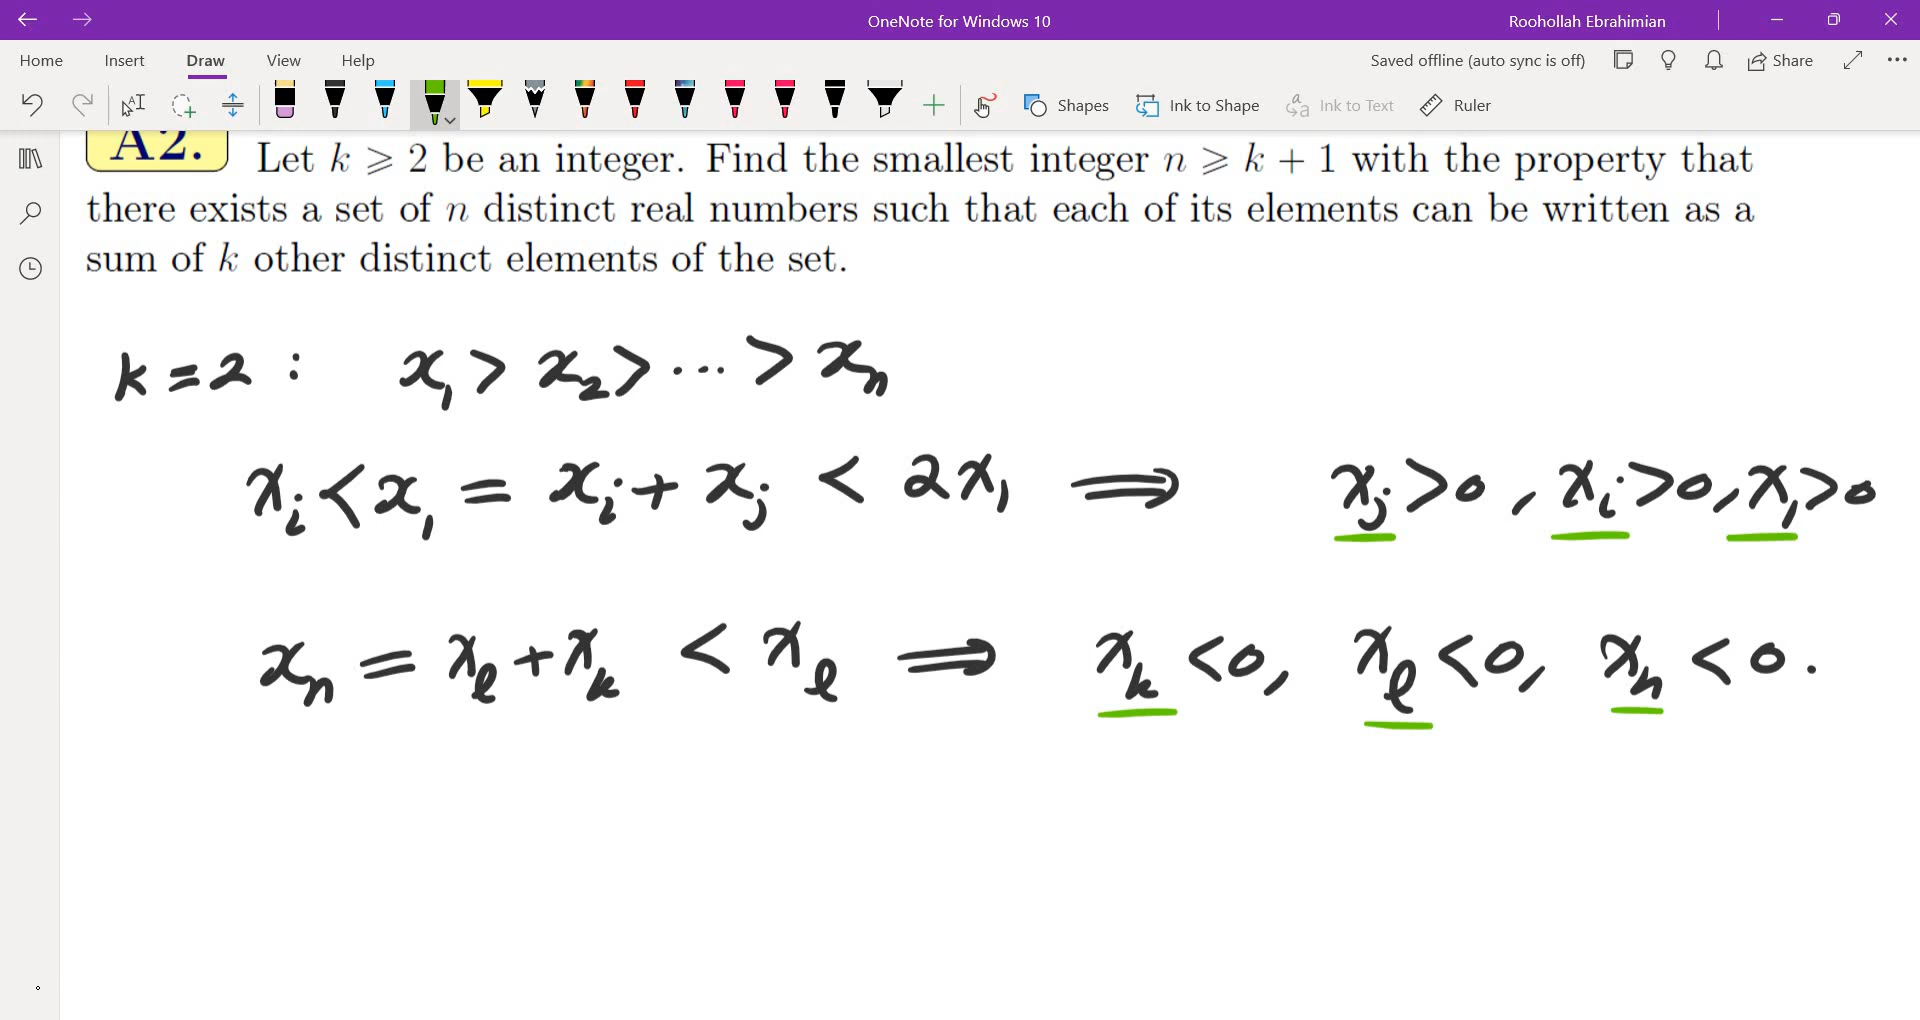 OneNote for Windows 10
Roohollah Ebrahimian
Home Insert Draw View Help
Saved offline (auto sync is off)
Share
Shapes
Ink to Shape
Ink to Text
Ruler
A2. Let k ⩾ 2 be an integer. Find the smallest integer n ⩾ k + 1 with the property that
there exists a set of n distinct real numbers such that each of its elements can be written as a
sum of k other distinct elements of the set.
k = 2 : x₁ > x₂ > ... > xₙ
xᵢ < x₁ = xᵢ + xⱼ < 2x₁ ⟹ xⱼ > 0 , xᵢ > 0, x₁ > 0
xₙ = xₗ + xₖ < xₗ ⟹ xₖ < 0, xₗ < 0, xₙ < 0.